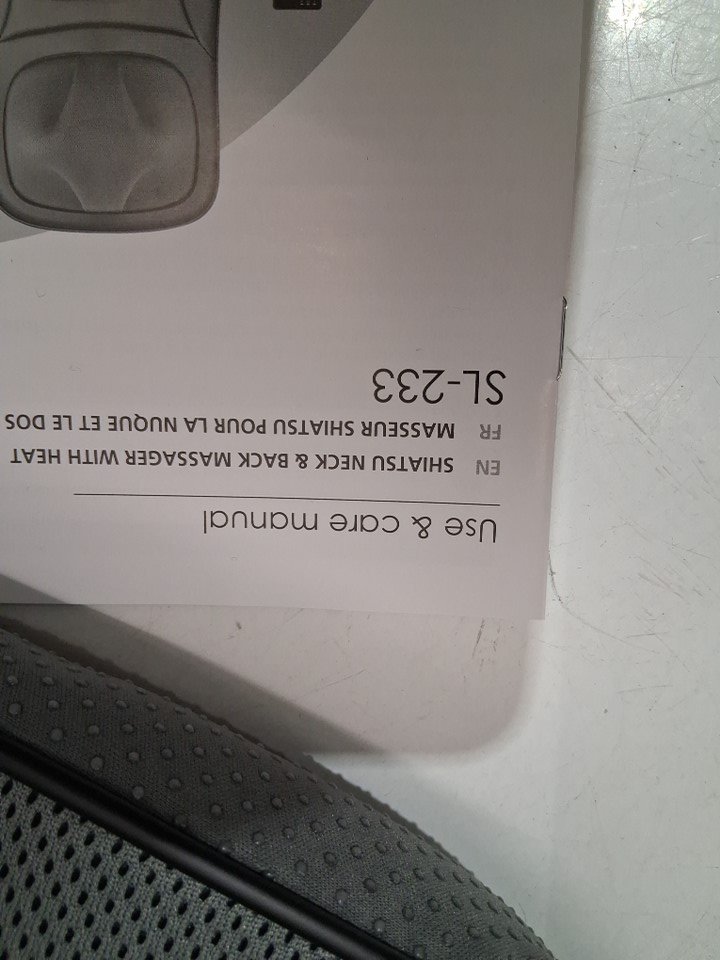 Use & care manual
EN SHIATSU NECK & BACK MASSAGER WITH HEAT
FR MASSEUR SHIATSU POUR LA NUQUE ET LE DOS
SL-233